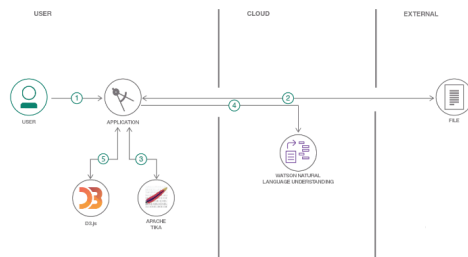 USER
CLOUD
EXTERNAL
1
2
4
USER
APPLICATION
FILE
5
3
WATSON NATURAL
LANGUAGE UNDERSTANDING
D3.js
APACHE
TIKA